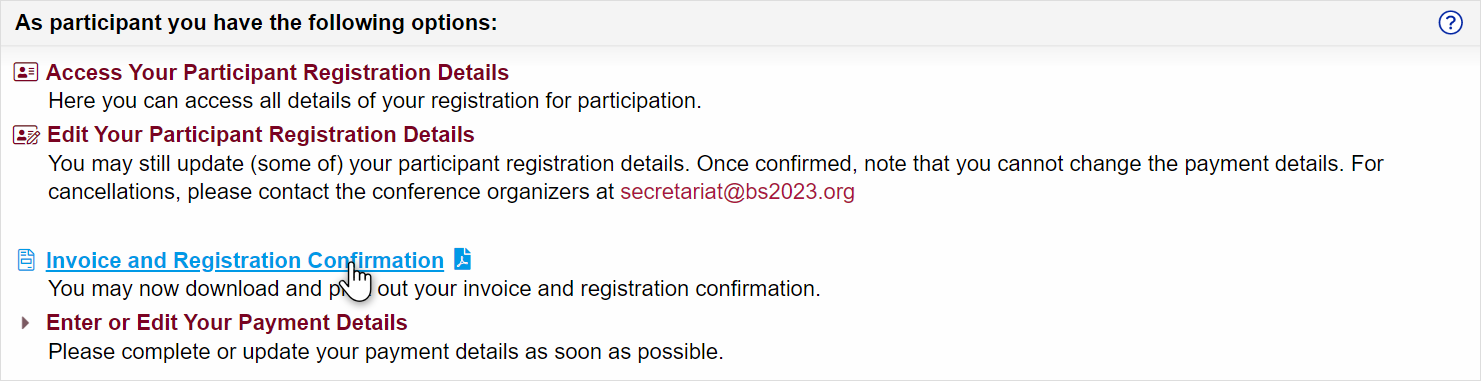 As participant you have the following options:
Access Your Participant Registration Details
Here you can access all details of your registration for participation.
Edit Your Participant Registration Details
You may still update (some of) your participant registration details. Once confirmed, note that you cannot change the payment details. For
cancellations, please contact the conference organizers at secretariat@bs2023.org
Invoice and Registration Confirmation
You may now download and out your invoice and registration confirmation.
Enter or Edit Your Payment Details
Please complete or update your payment details as soon as possible.